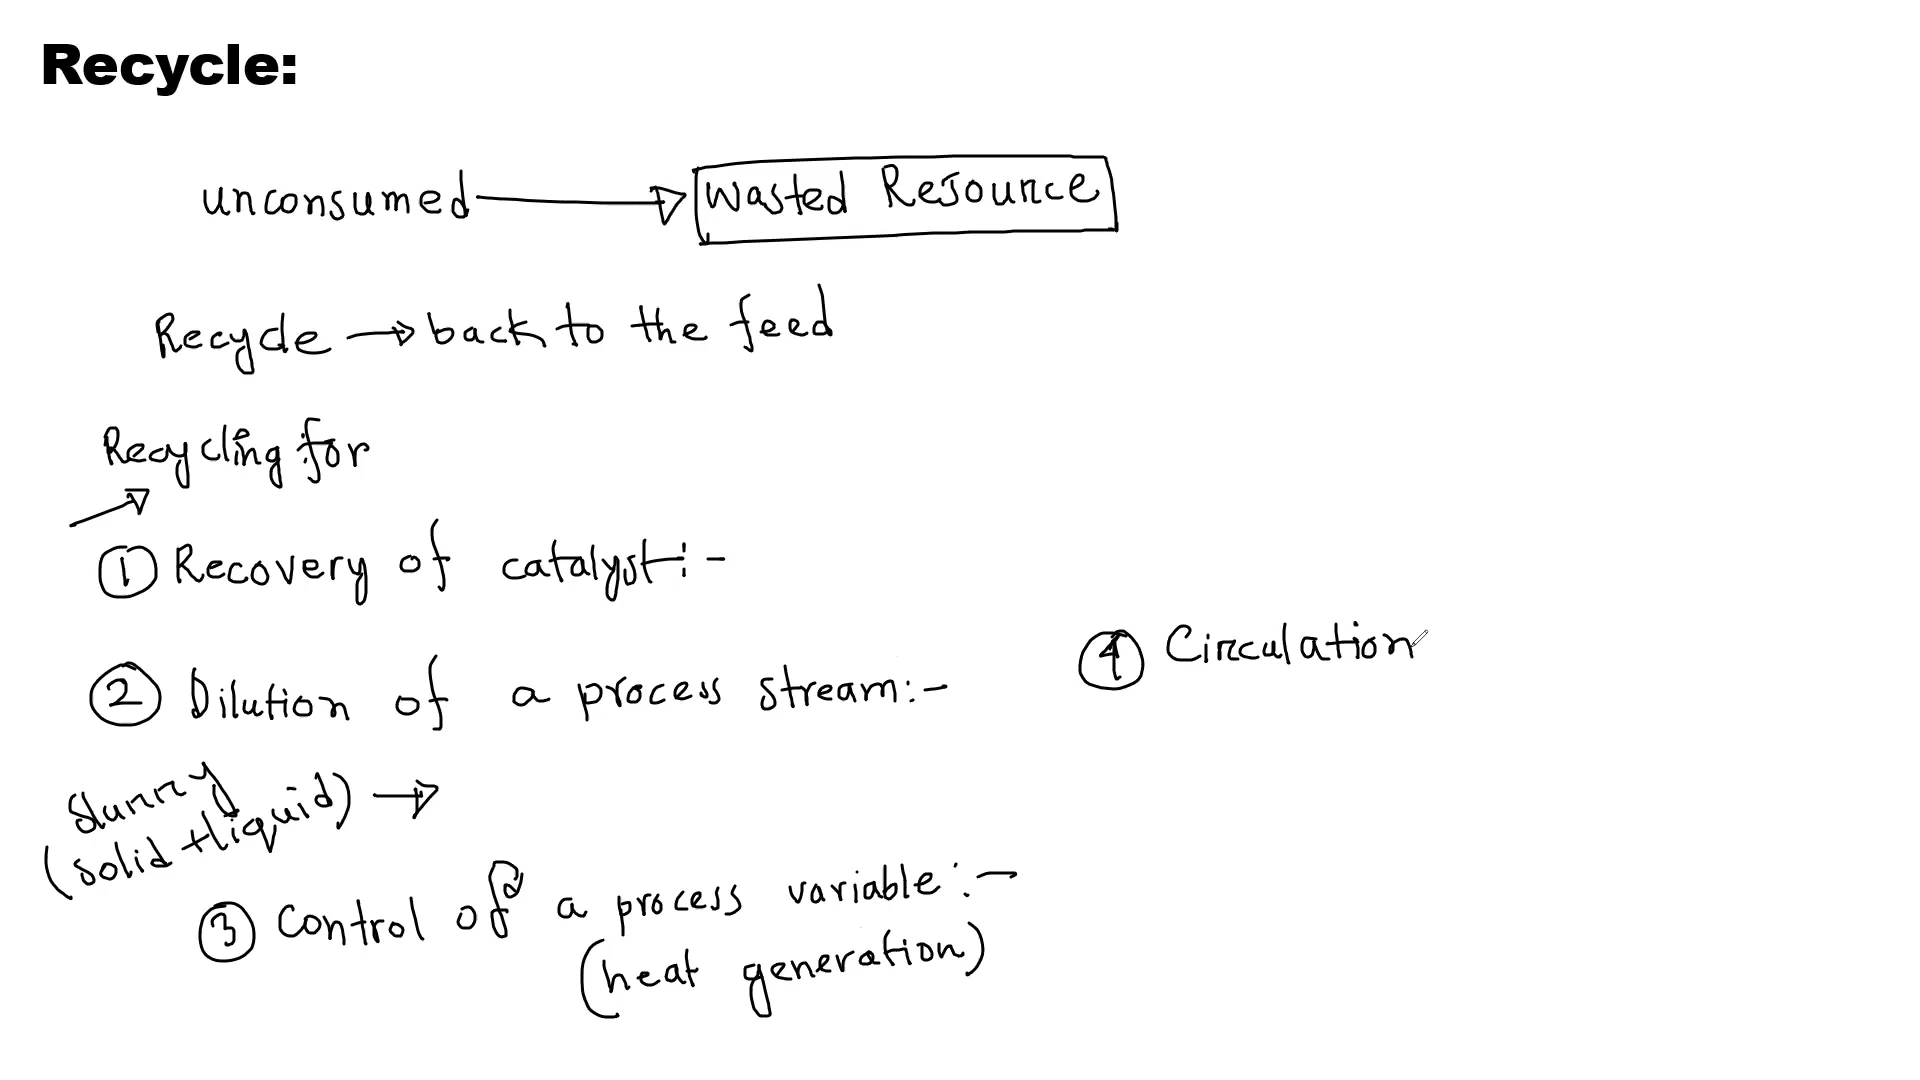 Recycle:
unconsumed → Wasted Resource
Recycle → back to the feed
Recycling for
① Recovery of catalyst:-
② Dilution of a process stream:-
Slurry →
(solid + liquid)
③ Control of a process variable:-
(heat generation)
④ Circulation